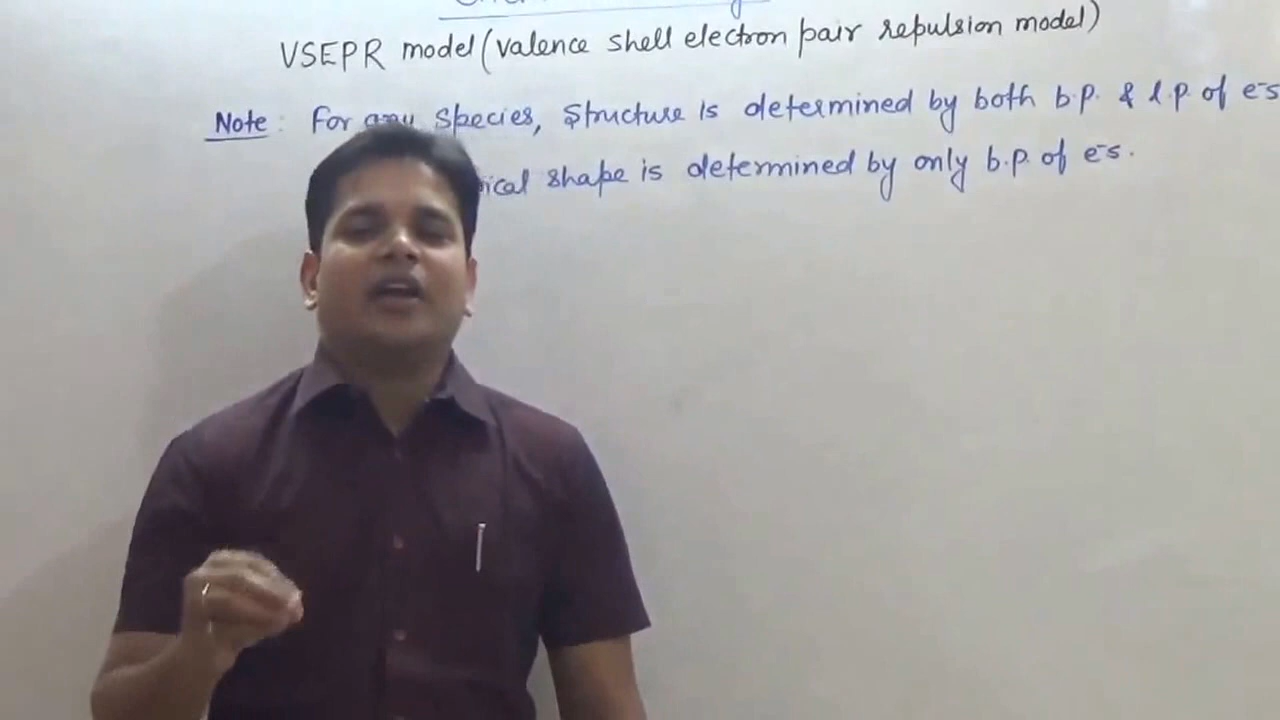 VSEPR model (valence shell electron pair repulsion model)
Note: For any species, structure is determined by both b.p. & l.p. of e-s
shape is determined by only b.p. of e-s.